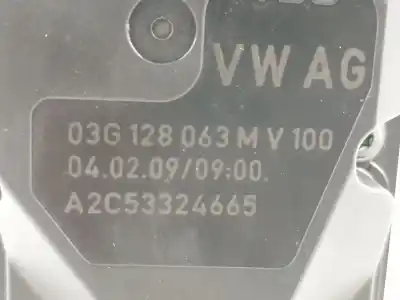 VW AG
03G 128 063 M V 100
04.02.09/09:00.
A2C53324665